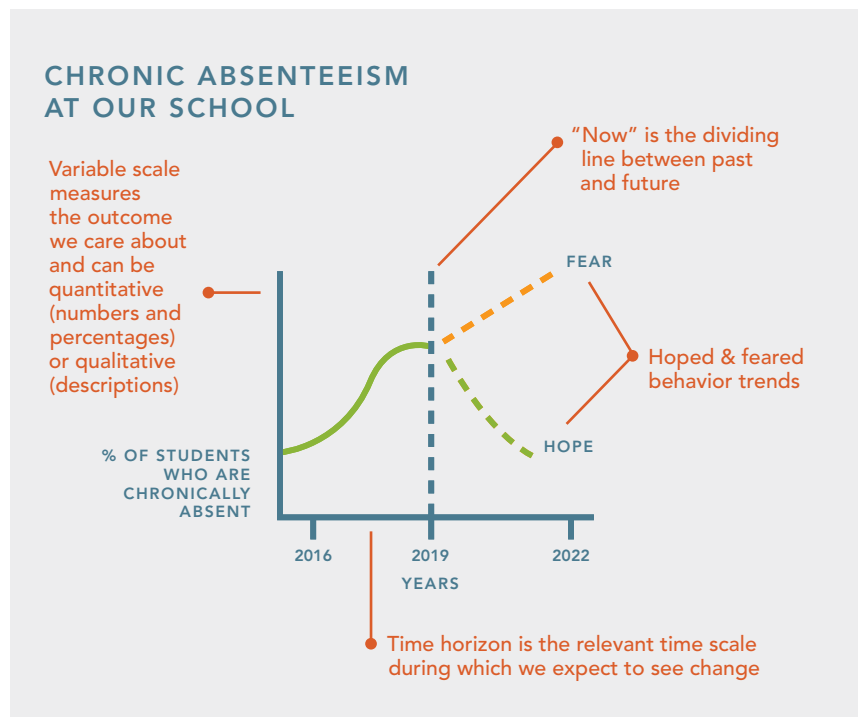 CHRONIC ABSENTEEISM
AT OUR SCHOOL
“Now” is the dividing
line between past
and future
Variable scale
measures
the outcome
we care about
and can be
quantitative
(numbers and
percentages)
or qualitative
(descriptions)
FEAR
Hoped & feared
behavior trends
HOPE
% OF STUDENTS
WHO ARE
CHRONICALLY
ABSENT
2016 2019 2022
YEARS
Time horizon is the relevant time scale
during which we expect to see change